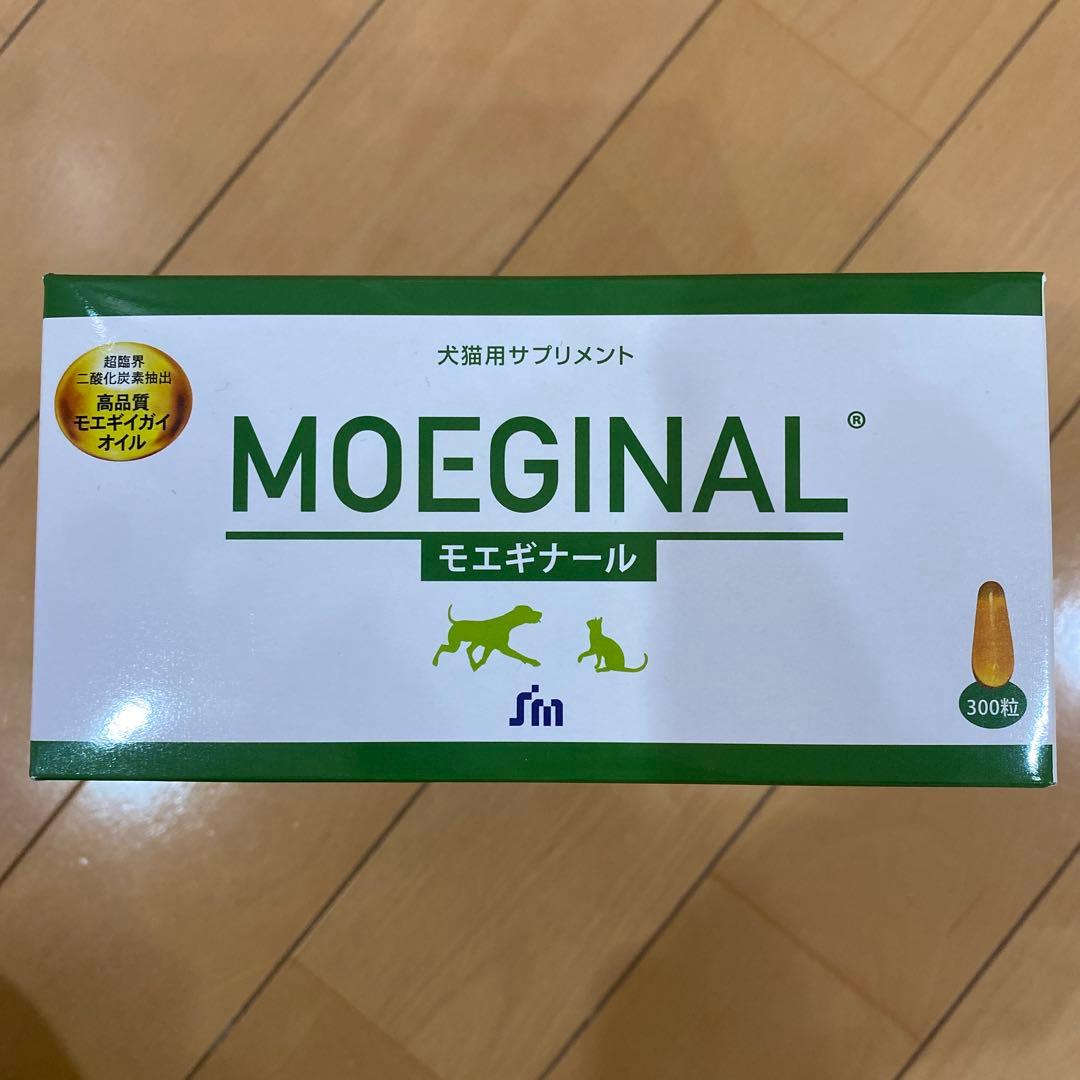 犬猫用サプリメント
超臨界
二酸化炭素抽出
高品質
モエギイガイ
オイル
MOEGINAL®
モエギナール
Sm
300粒